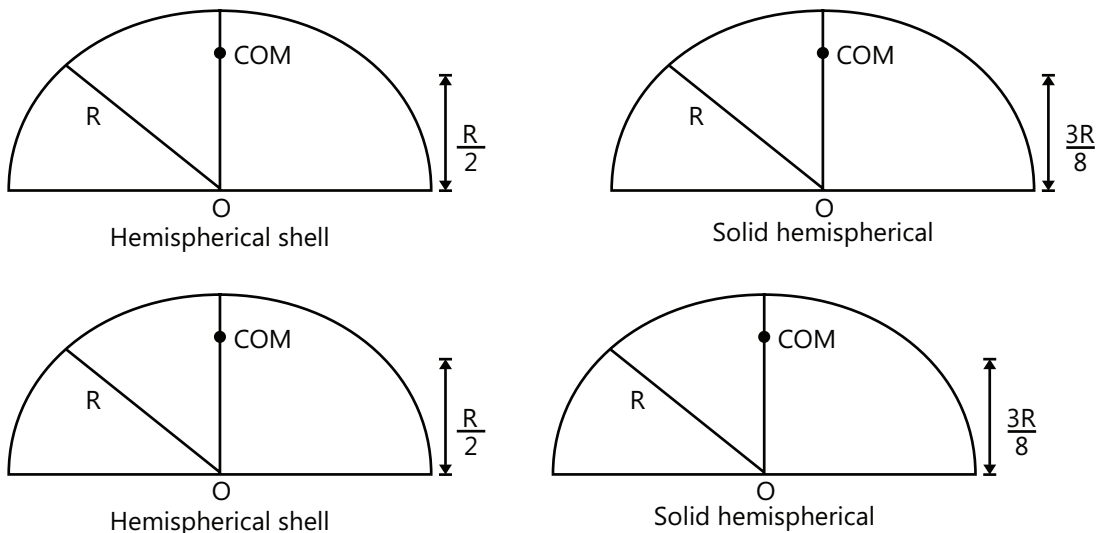 COM
R
R
2
O
Hemispherical shell
COM
R
3R
8
O
Solid hemispherical
COM
R
R
2
O
Hemispherical shell
COM
R
3R
8
O
Solid hemispherical